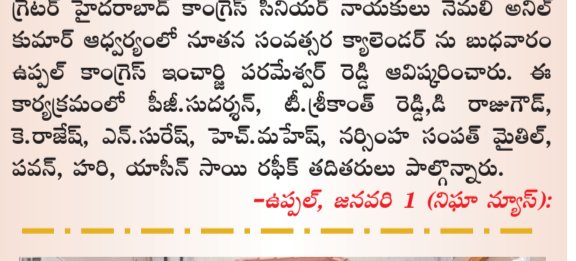 గ్రేటర్ హైదరాబాద్ కాంగ్రెస్ సీనియర్ నాయకులు నేమలి అనిల్
కుమార్ ఆధ్వర్యంలో నూతన సంవత్సర క్యాలెండర్ ను బుధవారం
ఉప్పల్ కాంగ్రెస్ ఇంచార్జి పరమేశ్వర్ రెడ్డి ఆవిష్కరించారు. ఈ
కార్యక్రమంలో పీజీ.సుదర్శన్, టీ.శ్రీకాంత్ రెడ్డి,డి రాజుగౌడ్,
కె.రాజేష్, ఎన్.సురేష్, హెచ్.మహేష్, నర్సింహ సంపత్ మైతిల్,
పవన్, హరి, యాసీన్ సాయి రఫీక్ తదితరులు పాల్గొన్నారు.
-ఉప్పల్, జనవరి 1 (నిఘా న్యూస్):